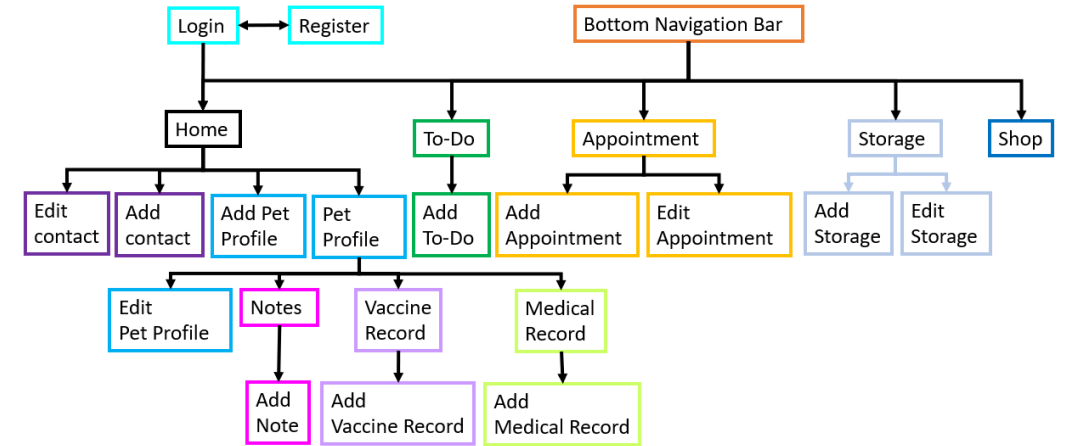 Login
Register
Bottom Navigation Bar
Home
To-Do
Appointment
Storage
Shop
Edit
contact
Add
contact
Add Pet
Profile
Pet
Profile
Add
To-Do
Add
Appointment
Edit
Appointment
Add
Storage
Edit
Storage
Edit
Pet Profile
Notes
Vaccine
Record
Medical
Record
Add
Note
Add
Vaccine Record
Add
Medical Record